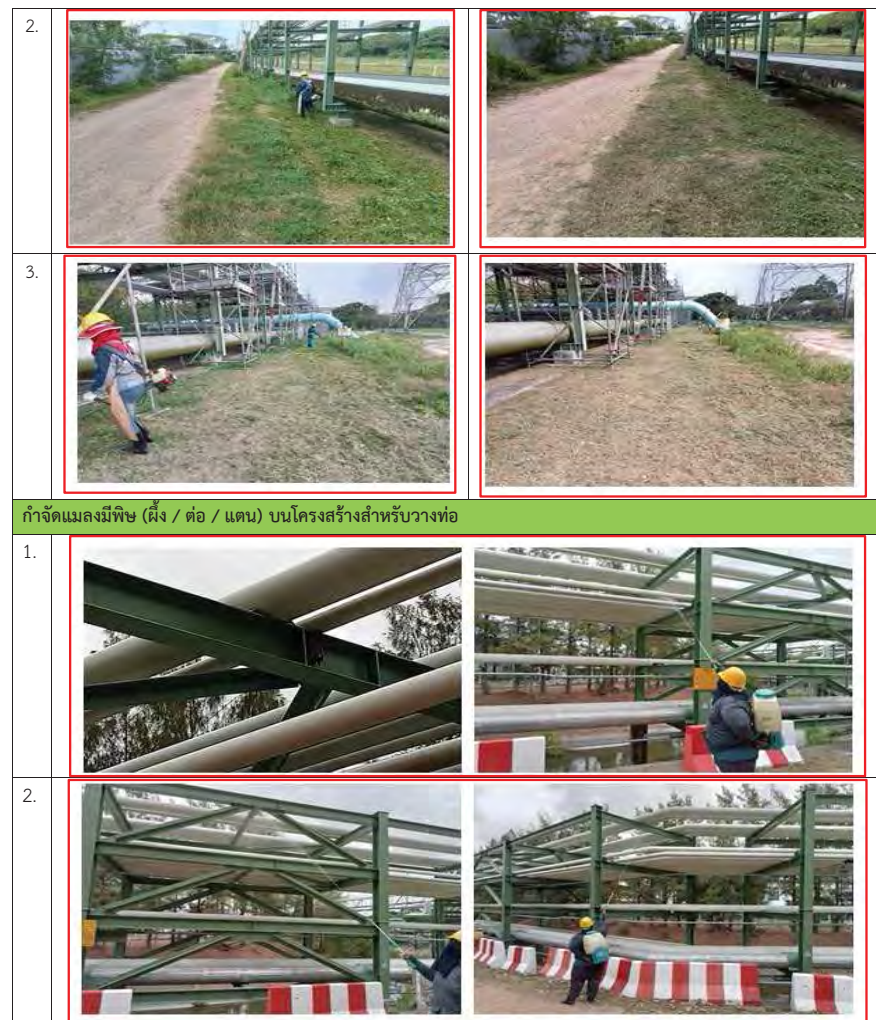 2.
3.
กำจัดแมลงมีพิษ (ผึ้ง / ต่อ / แตน) บนโครงสร้างสำหรับวางท่อ
1.
2.